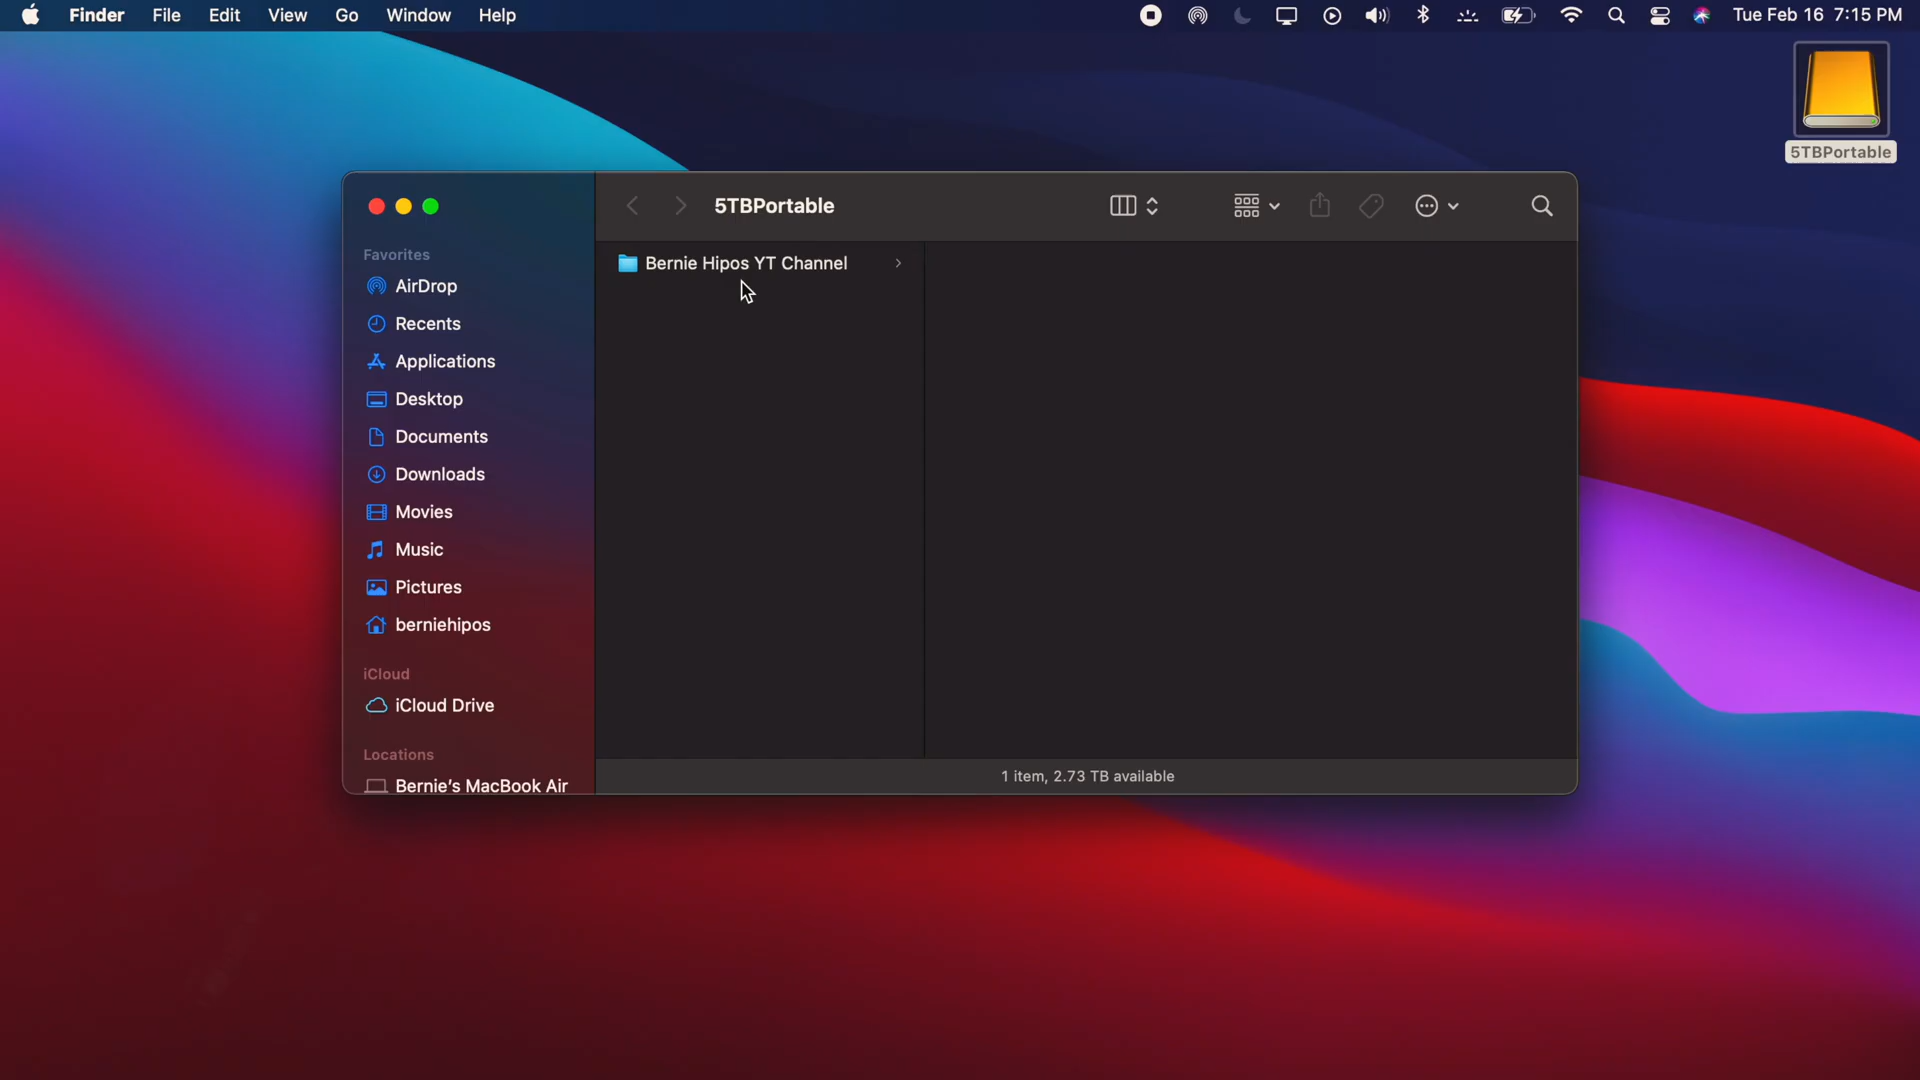 Finder File Edit View Go Window Help Tue Feb 16 7:15 PM
5TBPortable
5TBPortable
Favorites
AirDrop
Recents
Applications
Desktop
Documents
Downloads
Movies
Music
Pictures
berniehipos
iCloud
iCloud Drive
Locations
Bernie's MacBook Air
Bernie Hipos YT Channel
1 item, 2.73 TB available